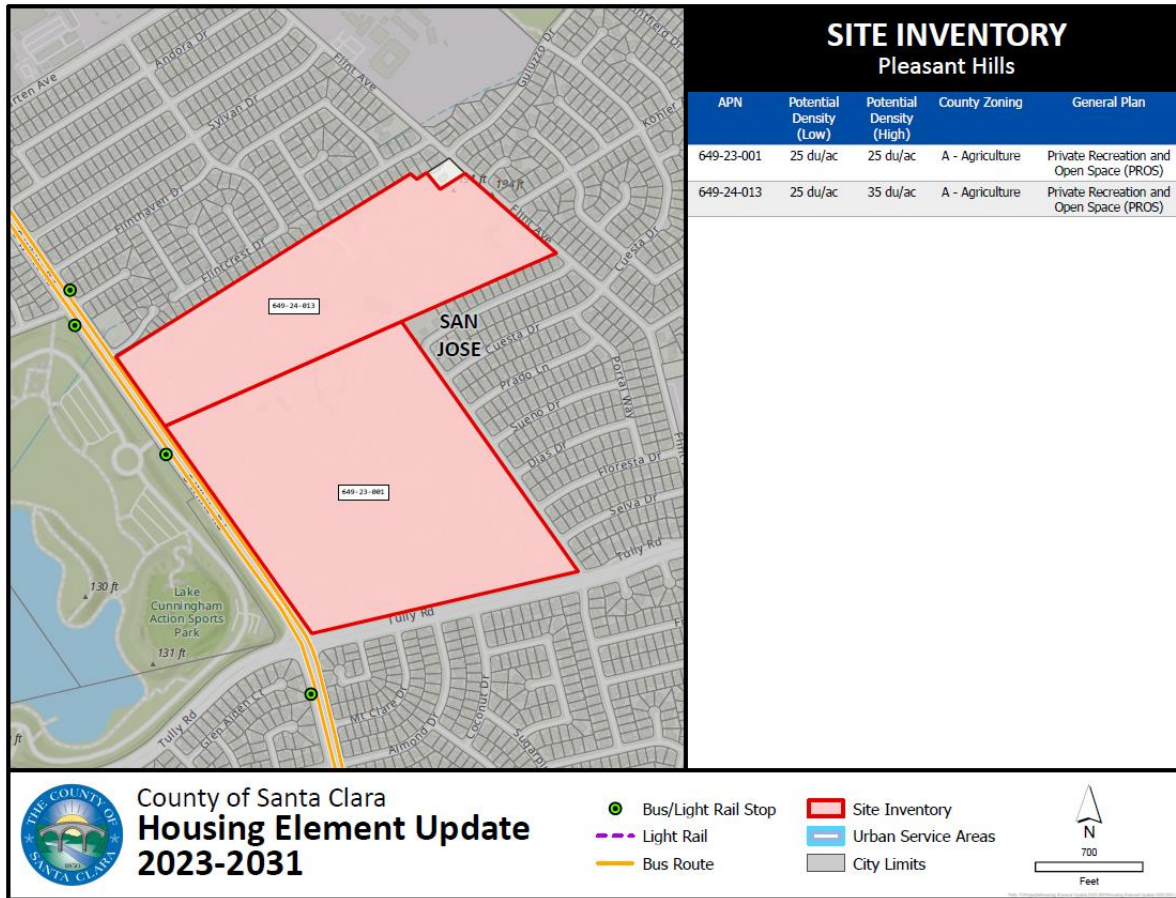 SITE INVENTORY
Pleasant Hills
APN
Potential Density (Low)
Potential Density (High)
County Zoning
General Plan
649-23-001
25 du/ac
25 du/ac
A - Agriculture
Private Recreation and
Open Space (PROS)
649-24-013
25 du/ac
35 du/ac
A - Agriculture
Private Recreation and
Open Space (PROS)
Andora Dr
Flint Ave
Guluzzo Dr
Kohler
Sylvan Dr
Flinthaven Dr
Flintcrest Dr
194 ft
Flint Ave
Cuesta Dr
649-24-013
SAN
JOSE
Cuesta Dr
Prado Ln
Portal Way
Sueno Dr
Dias Dr
Floresta Dr
Selva Dr
649-23-001
Tully Rd
130 ft
Lake
Cunningham
Action Sports
Park
131 ft
Tully Rd
Tully Rd
Glen Alden Ct
Mt Clare Dr
Almond Dr
Coconut Dr
THE COUNTY OF
SANTA CLARA
1850
County of Santa Clara
Housing Element Update
2023-2031
Bus/Light Rail Stop
Light Rail
Bus Route
Site Inventory
Urban Service Areas
City Limits
N
700
Feet